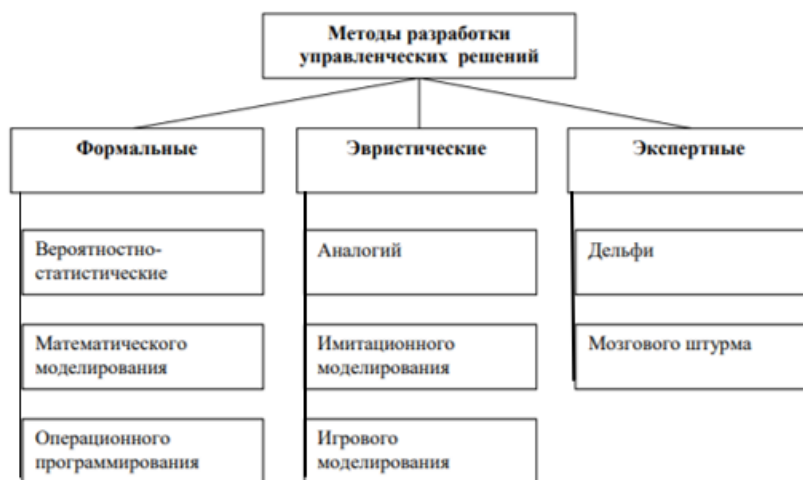 Методы разработки
управленческих решений
Формальные
Эвристические
Экспертные
Вероятностно-
статистические
Аналогий
Дельфи
Математического
моделирования
Имитационного
моделирования
Мозгового штурма
Операционного
программирования
Игрового
моделирования